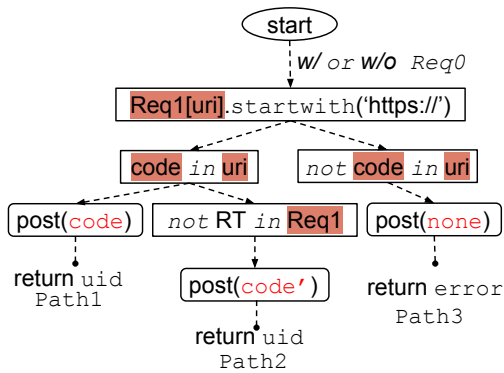 start
w/ or w/o Req0
Req1[uri].startwith(‘https://’)
code in uri
not code in uri
post(code)
not RT in Req1
post(none)
return uid
Path1
post(code’)
return error
Path3
return uid
Path2